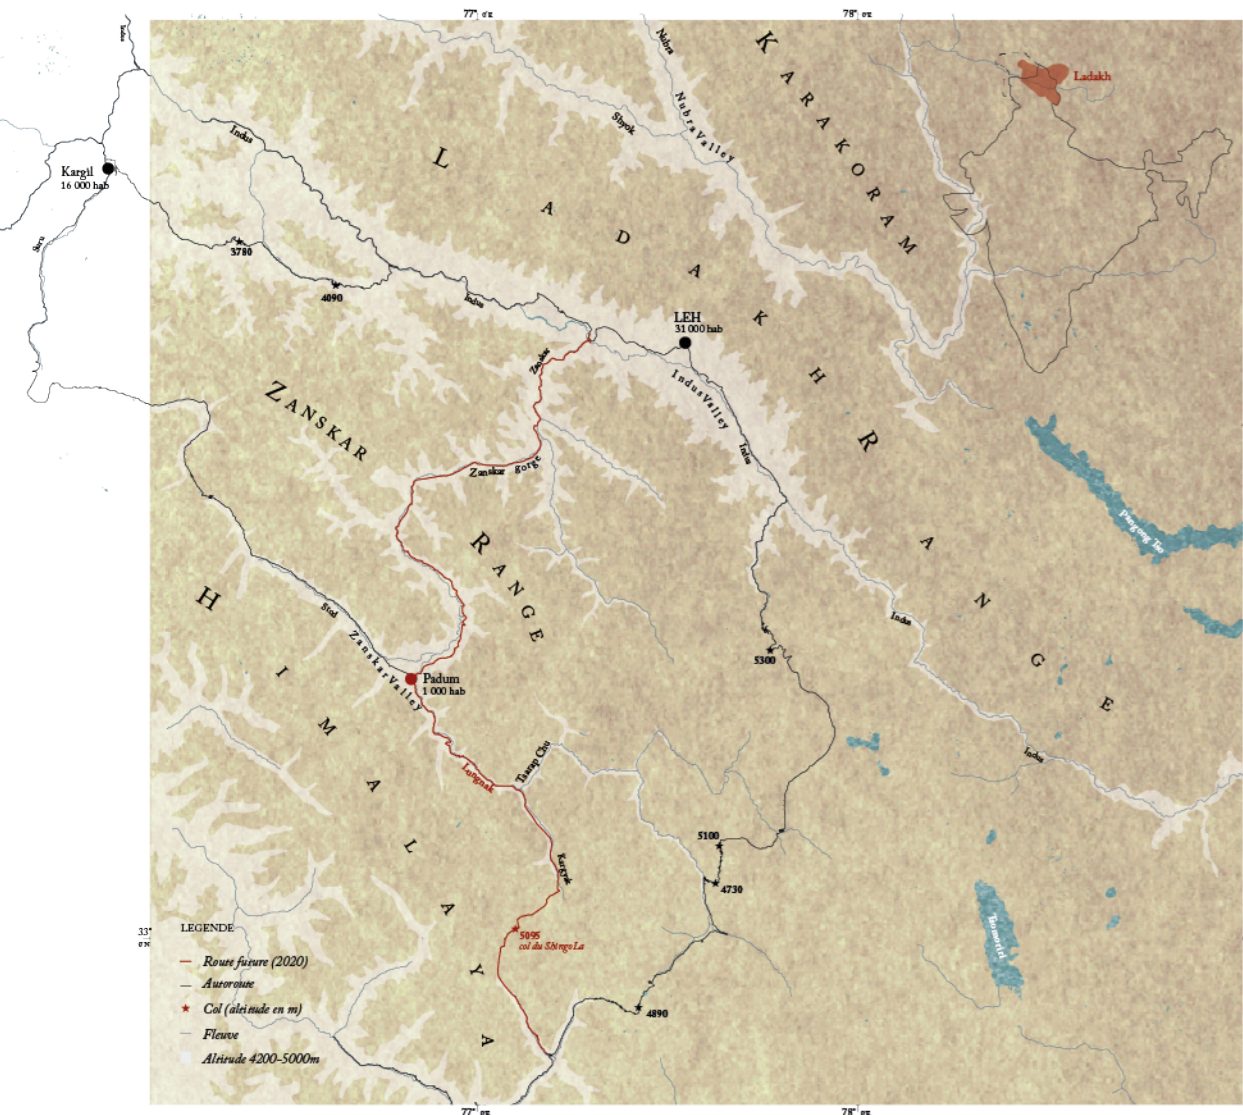 77° 0'E
78° 0'E
Indus
Nubra
KARAKORAM
Ladakh
Nubra Valley
Shyok
Indus
LADAKH RANGE
Kargil
16 000 hab
Suru
3780
4090
Indus
LEH
31 000 hab
Zanskar
Indus Valley
ZANSKAR RANGE
Indus
Zanskar gorge
Pangong Tso
HIMALAYA
Stod
Zanskar Valley
Indus
5300
Padum
1 000 hab
Tsarap Chu
Lungnak
Indus
5100
Kargyak
4730
Tsomoriri
33°
0'N
LEGENDE
5095
col du Shingo La
Route future (2020)
Autoroute
Col (altitude en m)
4890
Fleuve
Altitude 4200-5000m
77° 0'E
78° 0'E